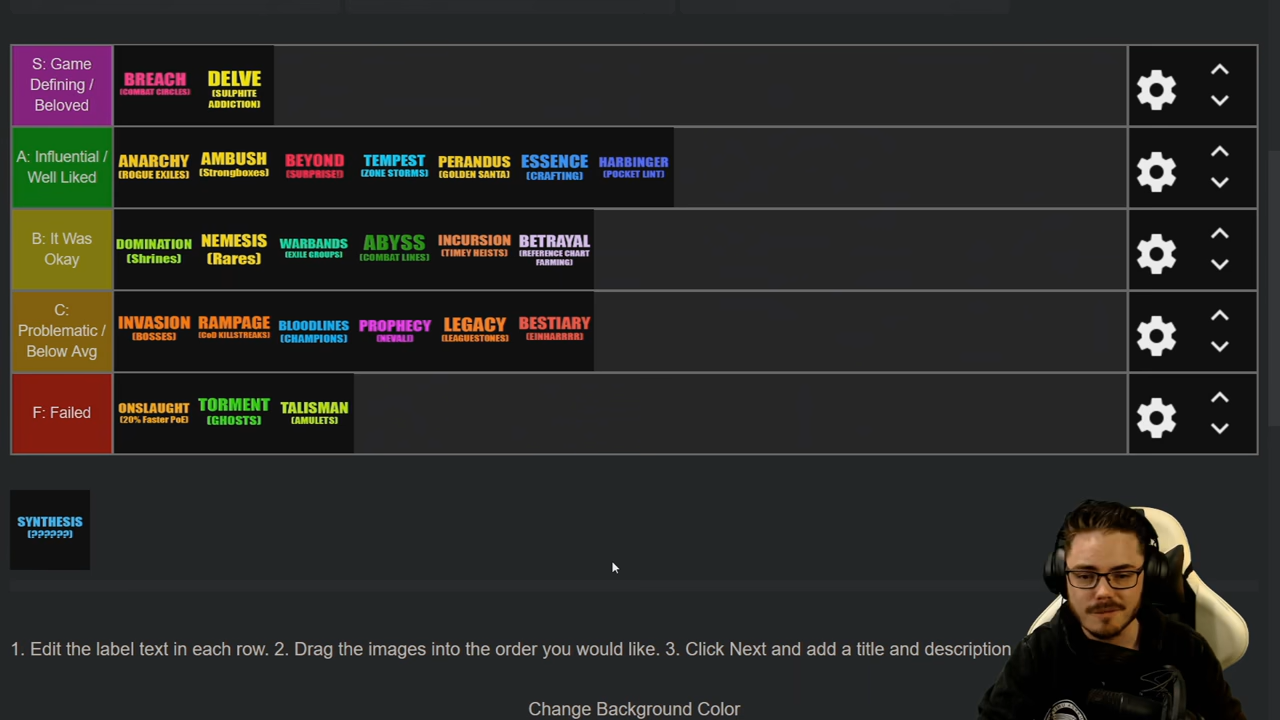 S: Game
Defining /
Beloved
BREACH
(COMBAT CIRCLES)
DELVE
(SULPHITE
ADDICTION)
A: Influential /
Well Liked
ANARCHY
(ROGUE EXILES)
AMBUSH
(Strongboxes)
BEYOND
(SURPRISE!)
TEMPEST
(ZONE STORMS)
PERANDUS
(GOLDEN SANTA)
ESSENCE
(CRAFTING)
HARBINGER
(POCKET LINT)
B: It Was
Okay
DOMINATION
(Shrines)
NEMESIS
(Rares)
WARBANDS
(EXILE GROUPS)
ABYSS
(COMBAT LINES)
INCURSION
(TIMEY HEISTS)
BETRAYAL
(REFERENCE CHART
FARMING)
C:
Problematic /
Below Avg
INVASION
(BOSSES)
RAMPAGE
(CoD KILLSTREAKS)
BLOODLINES
(CHAMPIONS)
PROPHECY
(NEVALI)
LEGACY
(LEAGUESTONES)
BESTIARY
(EINHARRR)
F: Failed
ONSLAUGHT
(20% Faster PoE)
TORMENT
(GHOSTS)
TALISMAN
(AMULETS)
SYNTHESIS
(??????)
1. Edit the label text in each row. 2. Drag the images into the order you would like. 3. Click Next and add a title and description
Change Background Color